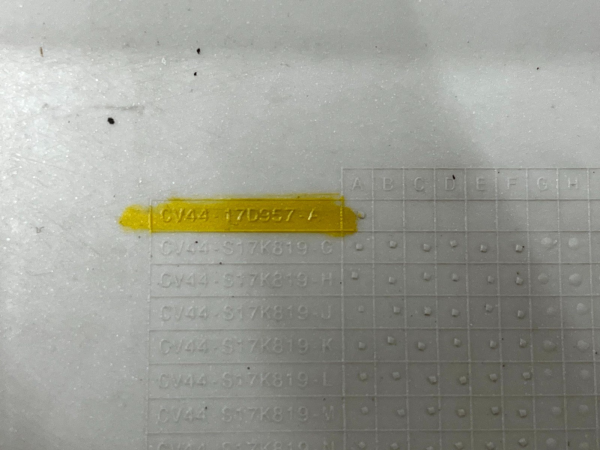 A B C D E F G H
CV44-17D957-A
CV44-S17K819-G
CV44-S17K819-H
CV44-S17K819-J
CV44-S17K819-K
CV44-S17K819-L
CV44-S17K819-M